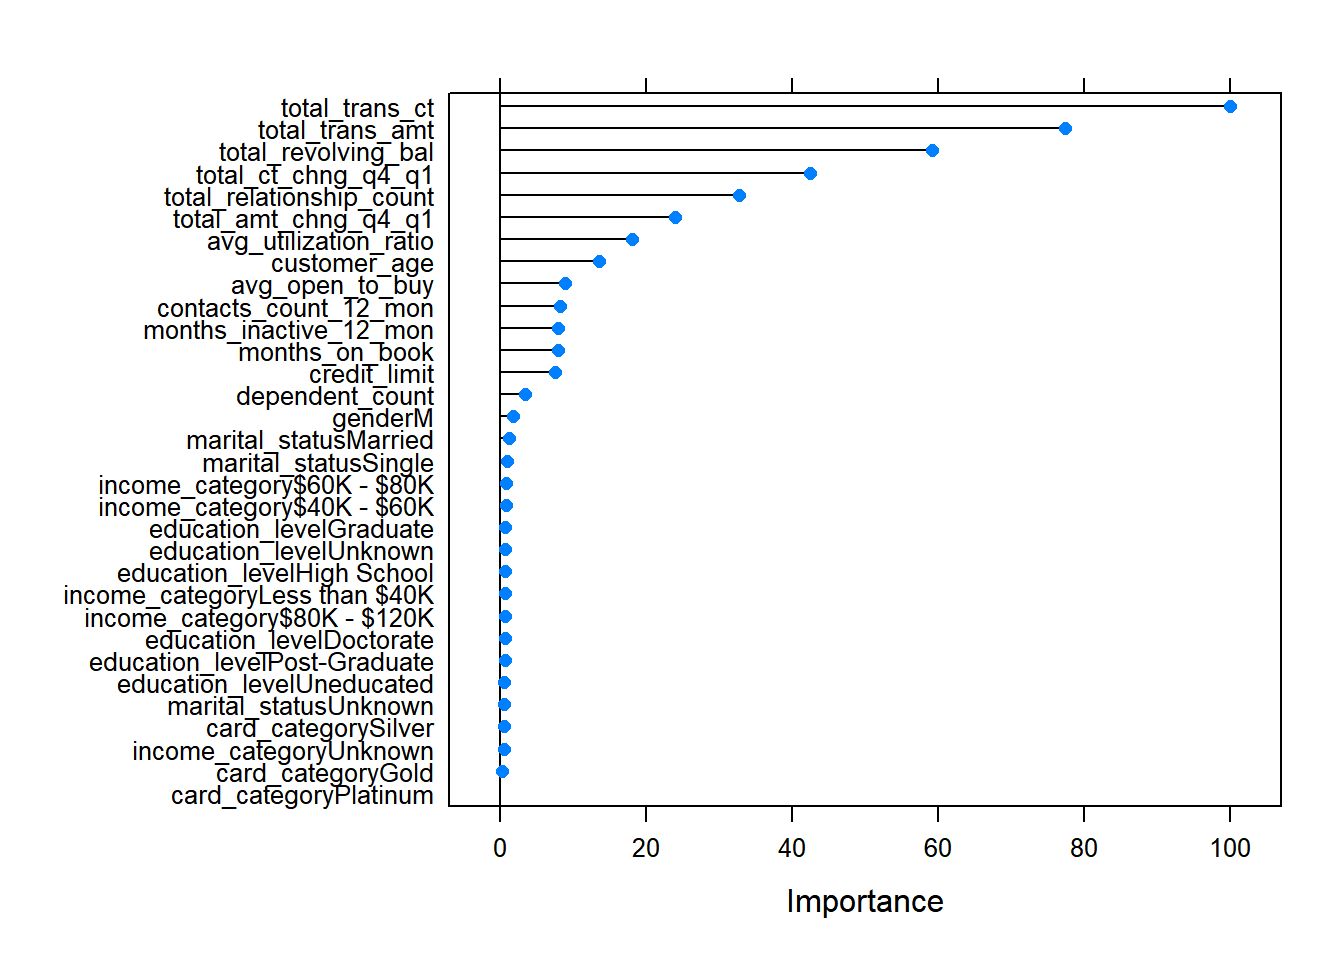 total_trans_ct
total_trans_amt
total_revolving_bal
total_ct_chng_q4_q1
total_relationship_count
total_amt_chng_q4_q1
avg_utilization_ratio
customer_age
avg_open_to_buy
contacts_count_12_mon
months_inactive_12_mon
months_on_book
credit_limit
dependent_count
genderM
marital_statusMarried
marital_statusSingle
income_category$60K - $80K
income_category$40K - $60K
education_levelGraduate
education_levelUnknown
education_levelHigh School
income_categoryLess than $40K
income_category$80K - $120K
education_levelDoctorate
education_levelPost-Graduate
education_levelUneducated
marital_statusUnknown
card_categorySilver
income_categoryUnknown
card_categoryGold
card_categoryPlatinum
0 20 40 60 80 100
Importance